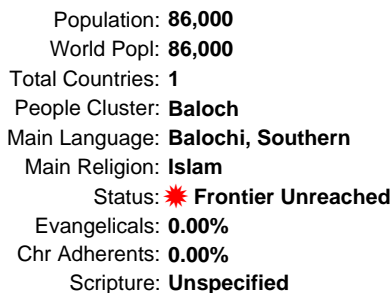 Population: 86,000
World Popl: 86,000
Total Countries: 1
People Cluster: Baloch
Main Language: Balochi, Southern
Main Religion: Islam
Status: Frontier Unreached
Evangelicals: 0.00%
Chr Adherents: 0.00%
Scripture: Unspecified